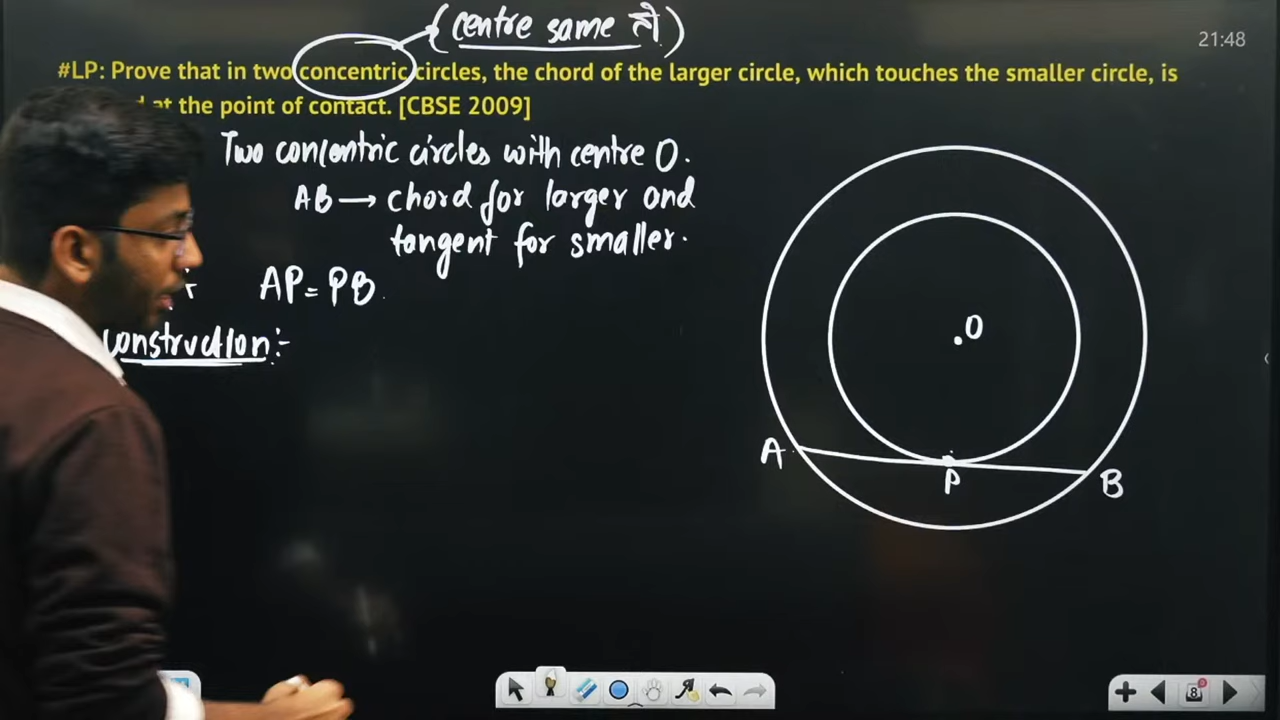 (centre same हो)
21:48
#LP: Prove that in two concentric circles, the chord of the larger circle, which touches the smaller circle, is
at the point of contact. [CBSE 2009]
Two concentric circles with centre O.
AB → chord for larger and
tangent for smaller.
AP = PB.
Construction:-
O
A
P
B
8